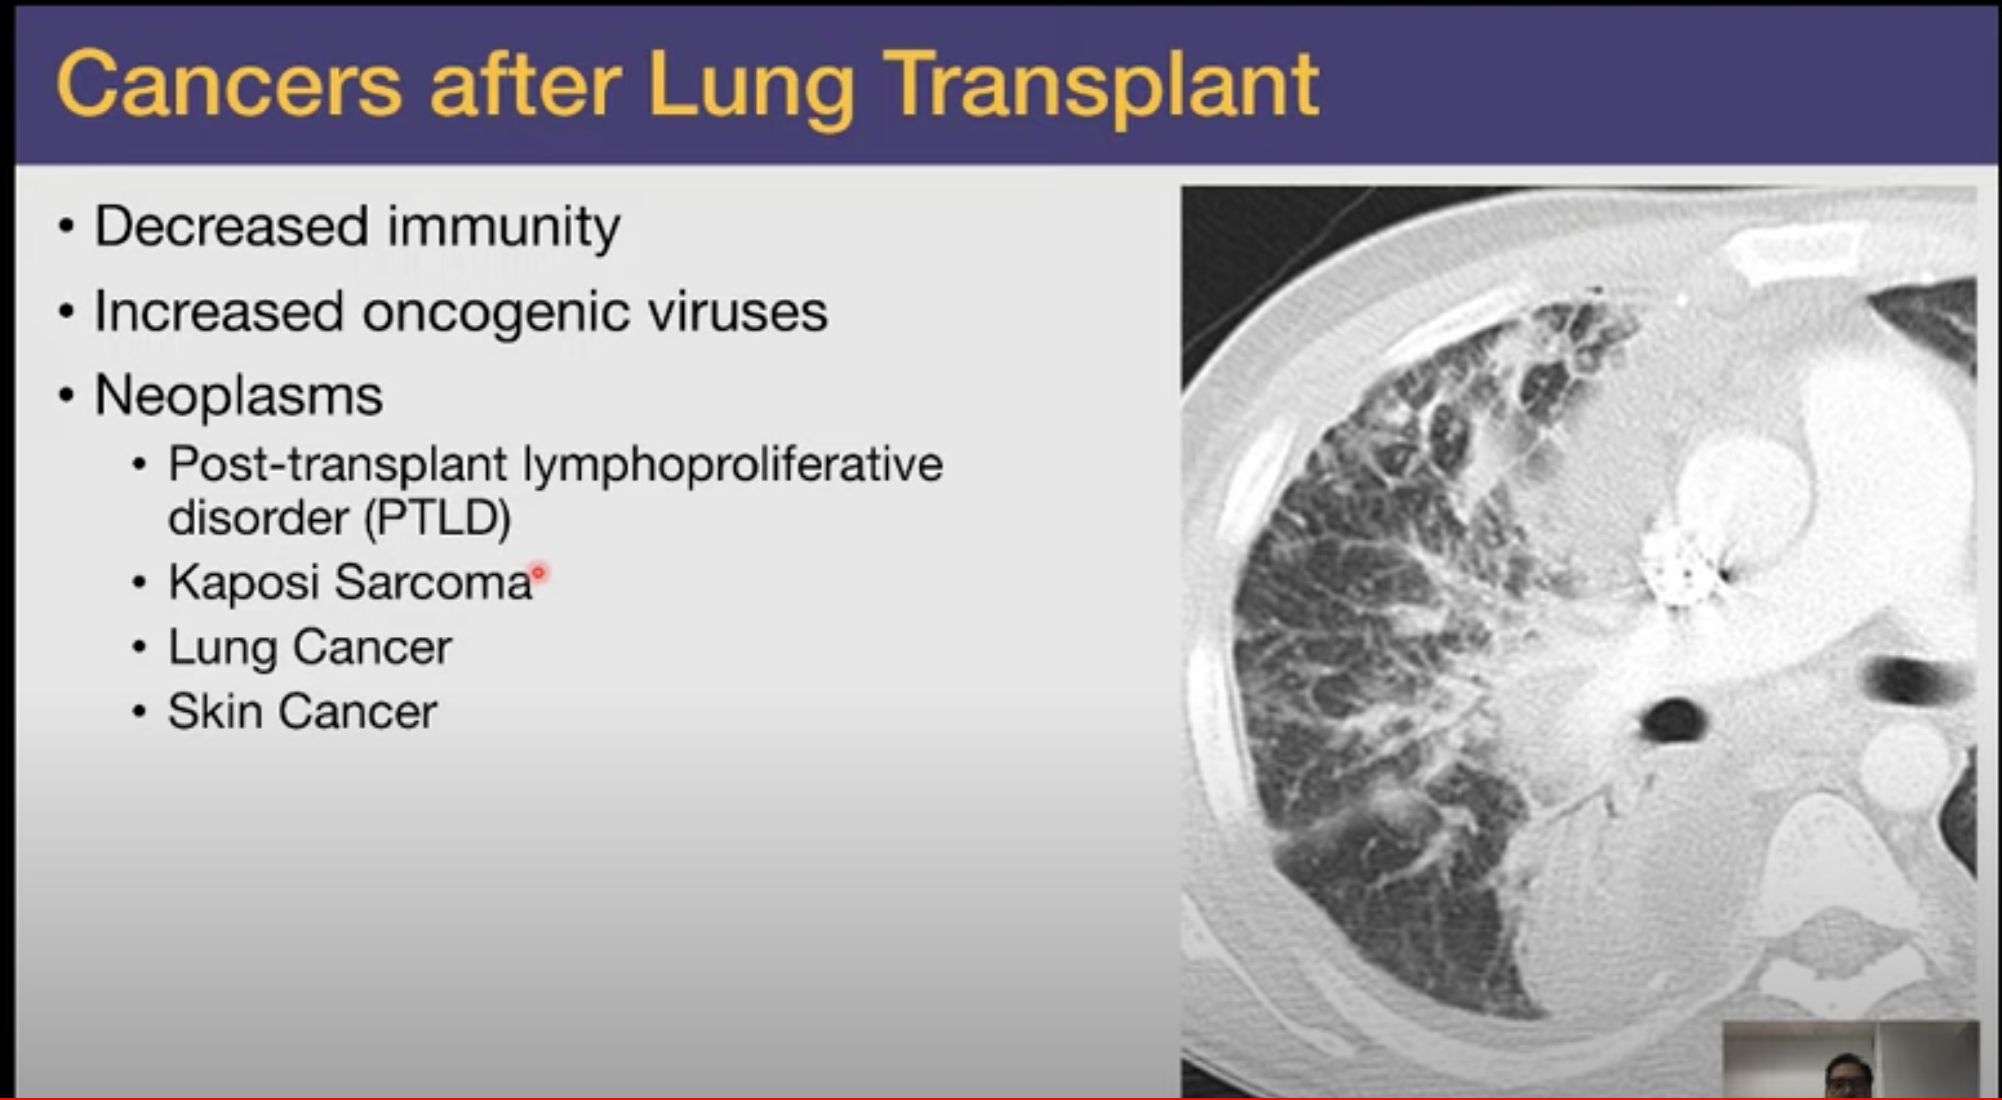 Cancers after Lung Transplant
• Decreased immunity
• Increased oncogenic viruses
• Neoplasms
• Post-transplant lymphoproliferative
disorder (PTLD)
• Kaposi Sarcoma
• Lung Cancer
• Skin Cancer